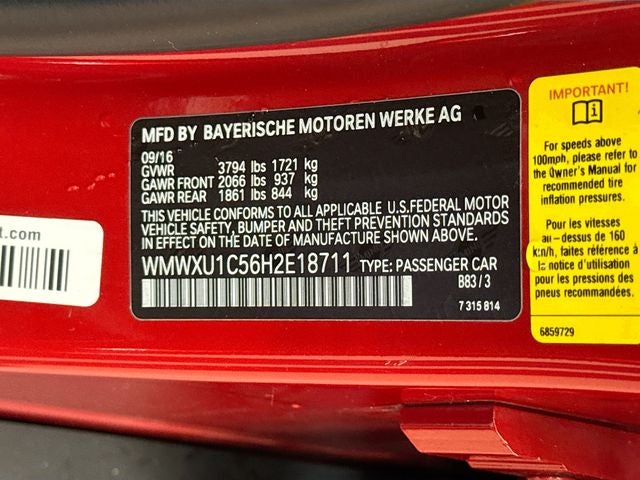 MFD BY BAYERISCHE MOTOREN WERKE AG
09/16
GVWR 3794 lbs 1721 kg
GAWR FRONT 2066 lbs 937 kg
GAWR REAR 1861 lbs 844 kg
THIS VEHICLE CONFORMS TO ALL APPLICABLE U.S.FEDERAL MOTOR
VEHICLE SAFETY, BUMPER AND THEFT PREVENTION STANDARDS
IN EFFECT ON THE DATE OF MANUFACTURE SHOWN ABOVE.
WMWXU1C56H2E18711 TYPE: PASSENGER CAR
B83/3
7 315 814
IMPORTANT!
i
For speeds above
100mph, please refer to
the Owner's Manual for
recommended tire
inflation pressures.
Pour les vitesses
au-dessus de 160
km/h, faites référence à
la notice d'utilisation
pour les pressions des
pneus recommandées.
6859729
t.com